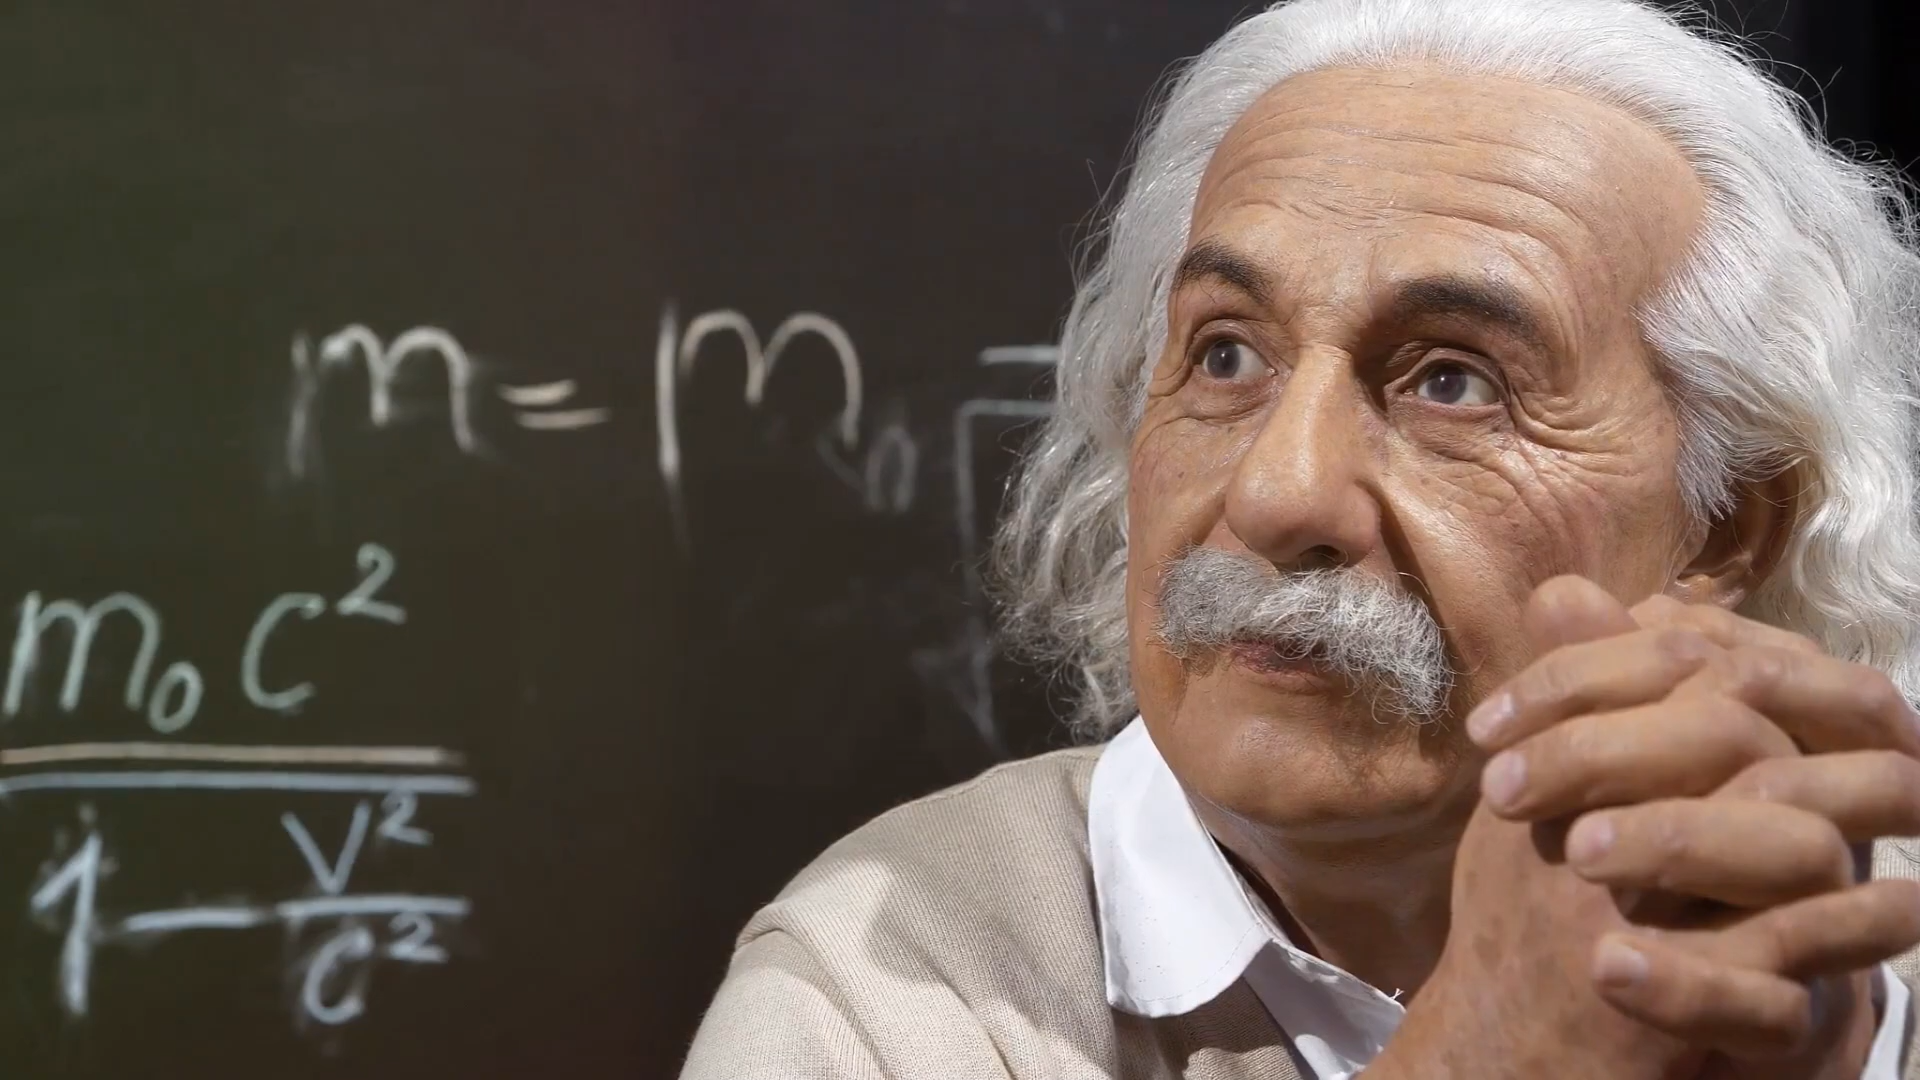 m = m₀
m₀c²
1 - v²
c²